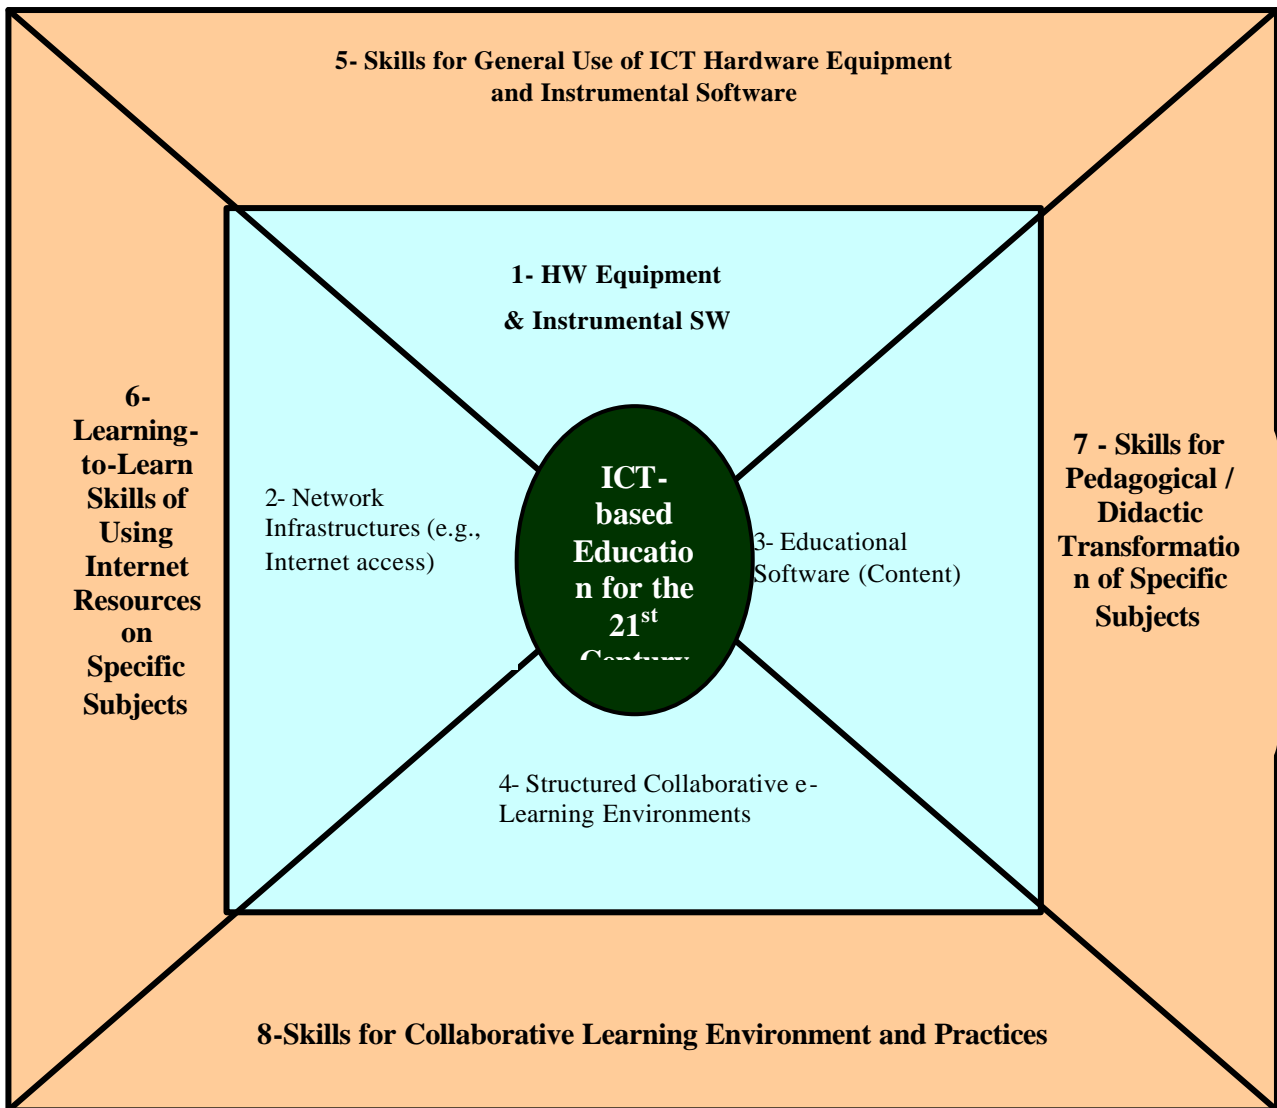 5- Skills for General Use of ICT Hardware Equipment
and Instrumental Software
1- HW Equipment
& Instrumental SW
6-
Learning-
to-Learn
Skills of
Using
Internet
Resources
on
Specific
Subjects
2- Network
Infrastructures (e.g.,
Internet access)
ICT-
based
Educatio
n for the
21st
Century
3- Educational
Software (Content)
7 - Skills for
Pedagogical /
Didactic
Transformatio
n of Specific
Subjects
4- Structured Collaborative e-
Learning Environments
8-Skills for Collaborative Learning Environment and Practices